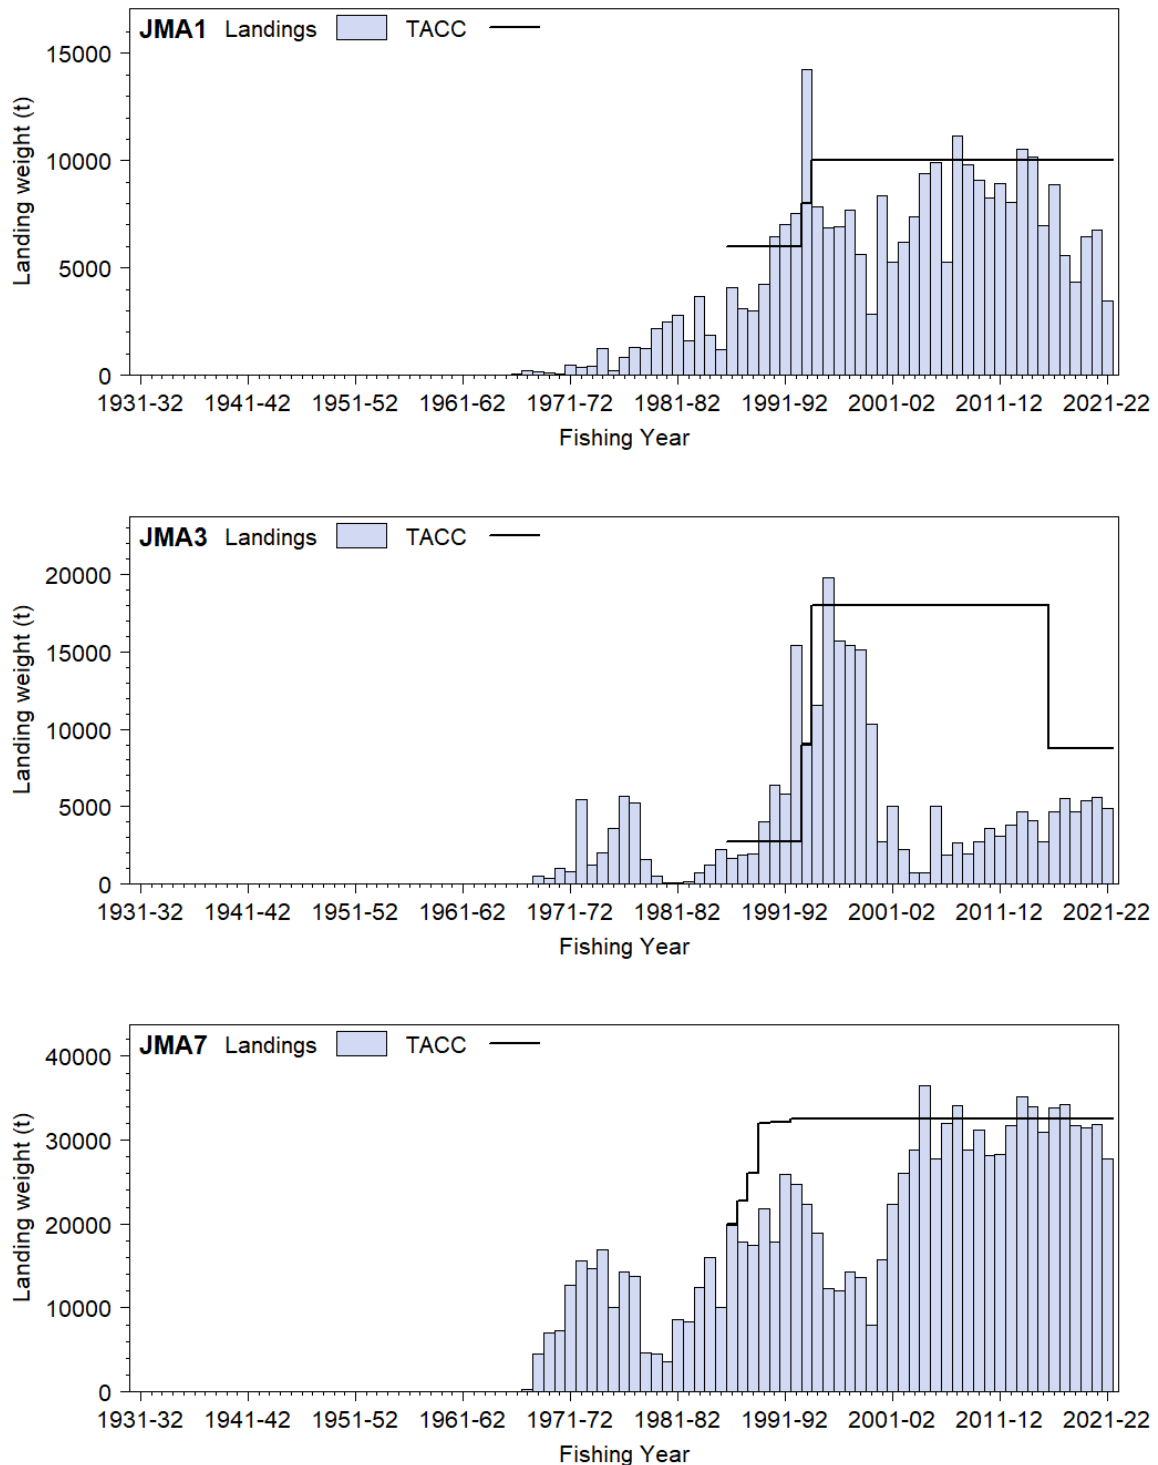 JMA1 Landings TACC
15000
10000
5000
0
Landing weight (t)
1931-32 1941-42 1951-52 1961-62 1971-72 1981-82 1991-92 2001-02 2011-12 2021-22
Fishing Year
JMA3 Landings TACC
20000
15000
10000
5000
0
Landing weight (t)
1931-32 1941-42 1951-52 1961-62 1971-72 1981-82 1991-92 2001-02 2011-12 2021-22
Fishing Year
JMA7 Landings TACC
40000
30000
20000
10000
0
Landing weight (t)
1931-32 1941-42 1951-52 1961-62 1971-72 1981-82 1991-92 2001-02 2011-12 2021-22
Fishing Year